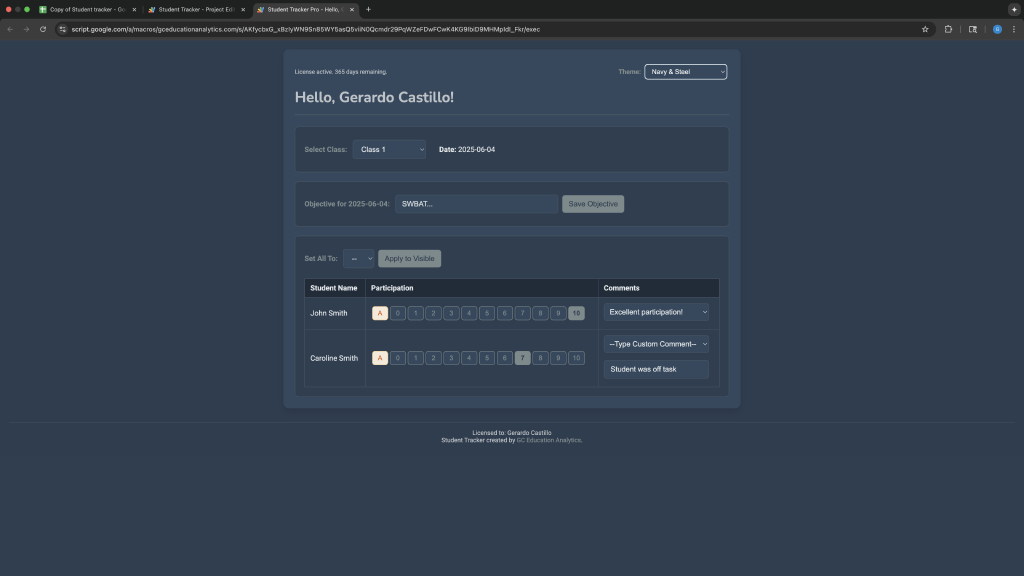 Copy of Student tracker - Go
Student Tracker - Project Edi
Student Tracker Pro - Hello,
script.google.com/a/macros/gceducationanalytics.com/s/
License active. 365 days remaining.
Theme: Navy & Steel
Hello, Gerardo Castillo!
Select Class: Class 1 Date: 2025-06-04
Objective for 2025-06-04: SWBAT... Save Objective
Set All To: -- Apply to Visible
Student Name Participation Comments
John Smith A 0 1 2 3 4 5 6 7 8 9 10 Excellent participation!
Caroline Smith A 0 1 2 3 4 5 6 7 8 9 10 --Type Custom Comment--
Student was off task
Licensed to: Gerardo Castillo
Student Tracker created by GC Education Analytics.